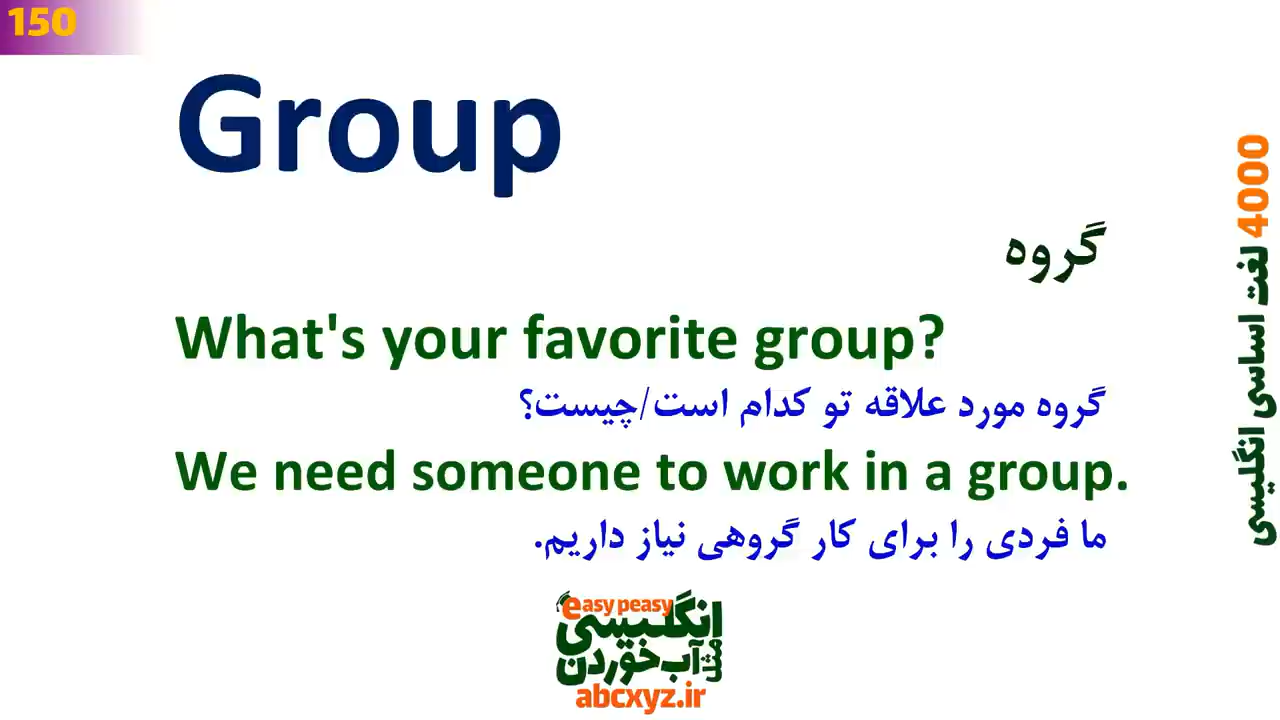 150
Group
گروه
What's your favorite group?
گروه مورد علاقه تو کدام است/چیست؟
We need someone to work in a group.
ما فردی را برای کار گروهی نیاز داریم.
4000 لغت اساسی انگلیسی
easy peasy
انگلیسی
مثل آب خوردن
abcxyz.ir